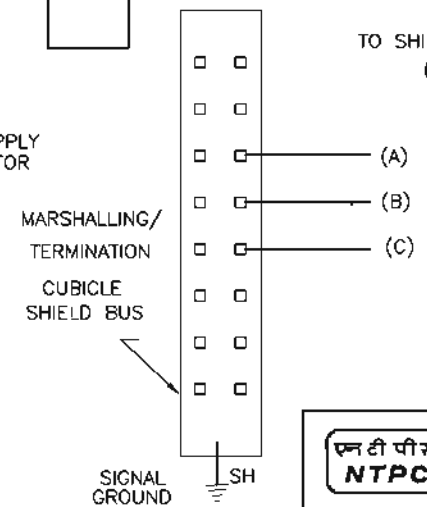 TO SHI
PPLY
TOR
(A)
(B)
(C)
MARSHALLING/
TERMINATION
CUBICLE
SHIELD BUS
SIGNAL
GROUND
SH
एन टी पी
NTPC